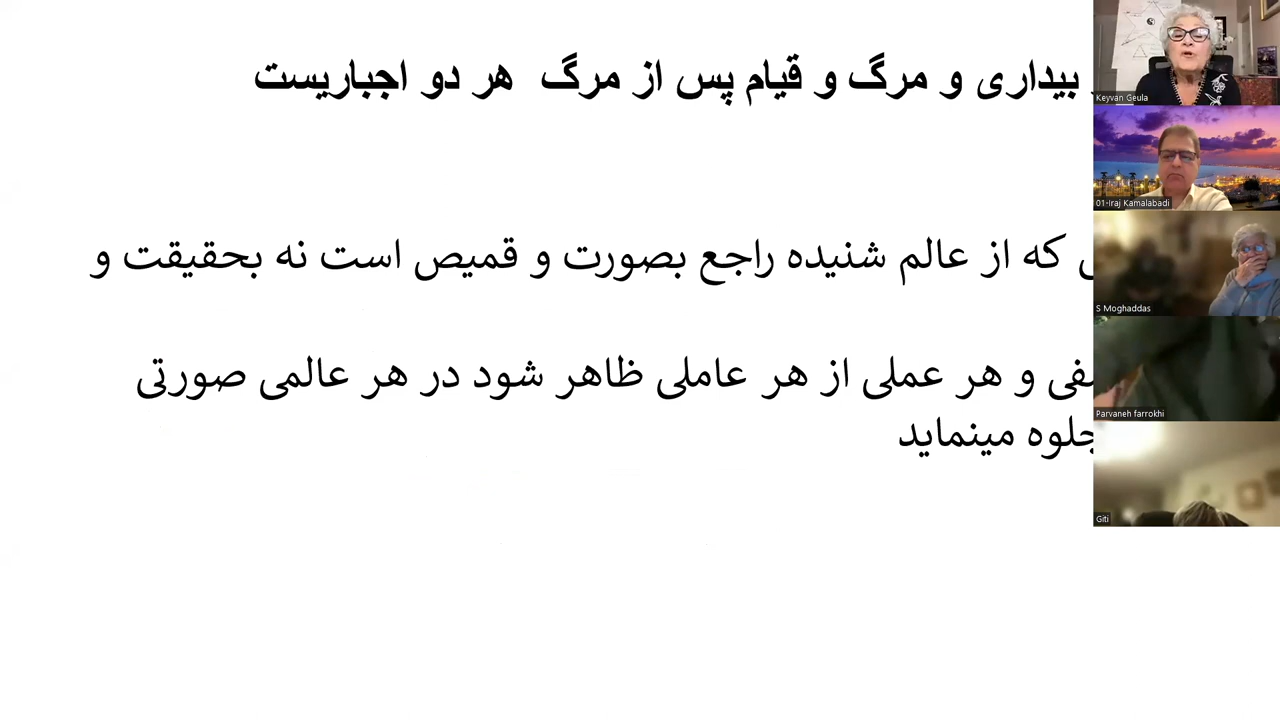 بیداری و مرگ و قیام پس از مرگ هر دو اجباریست
که از عالم شنیده راجع بصورت و قمیص است نه بحقیقت و
و هر عملی از هر عاملی ظاهر شود در هر عالمی صورتی
جلوه مینماید
Keyvan Geula
01-Iraj Kamalabadi
S Moghaddas
Parvaneh farrokhi
Giti